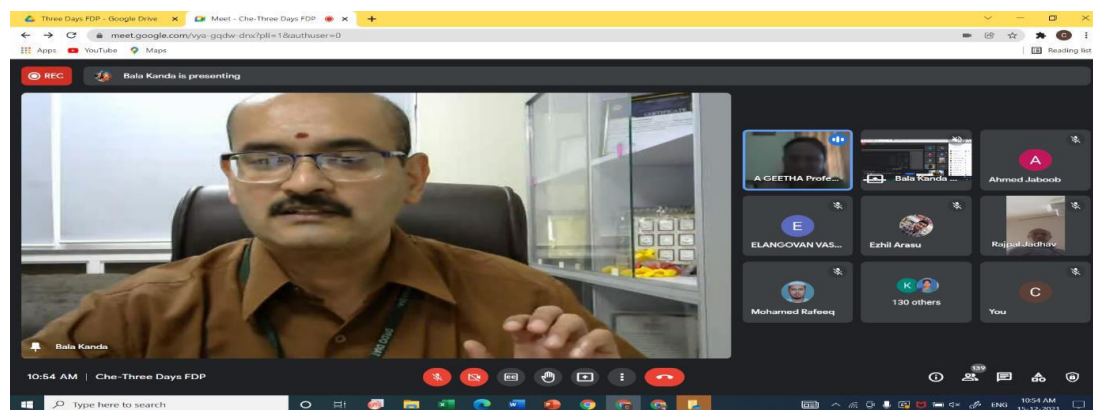 Three Days FDP - Google Drive
Meet - Che-Three Days FDP
meet.google.com/vya-gqdw-dnx?pli=1&authuser=0
Apps YouTube Maps Reading list
REC Bala Kanda is presenting
A GEETHA Profe...
Bala Kanda ...
A
Ahmed Jaboob
E
ELANGOVAN VAS...
Ezhil Arasu
Rajpal Jadhav
Mohamed Rafeeq
K
130 others
C
You
Bala Kanda
10:54 AM | Che-Three Days FDP
139
Type here to search
ENG
10:54 AM
15-12-2021